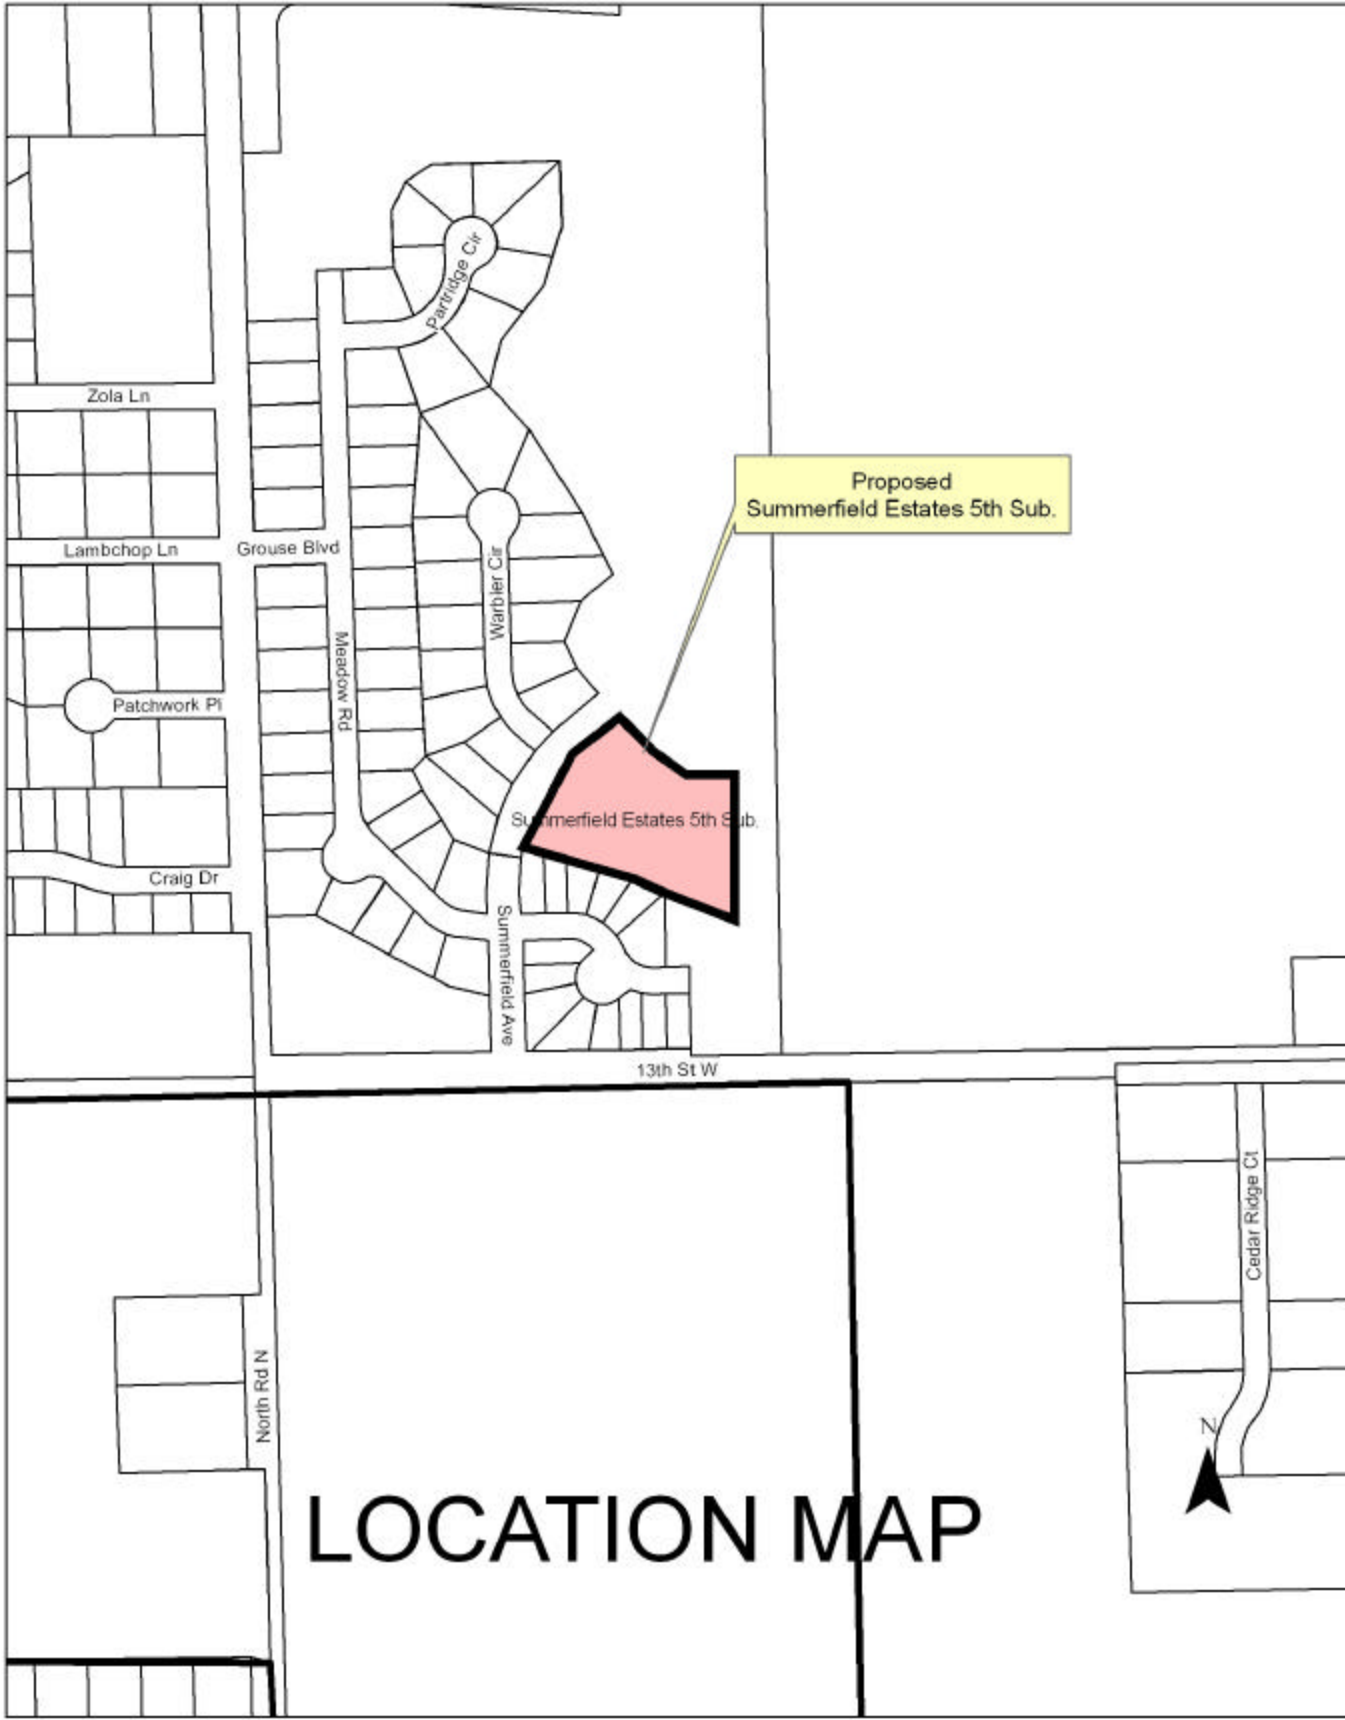 Partridge Cir
Zola Ln
Proposed
Summerfield Estates 5th Sub.
Lambchop Ln
Grouse Blvd
Warbler Cir
Meadow Rd
Patchwork Pl
Summerfield Estates 5th Sub.
Craig Dr
Summerfield Ave
13th St W
Cedar Ridge Ct
North Rd N
N
LOCATION MAP